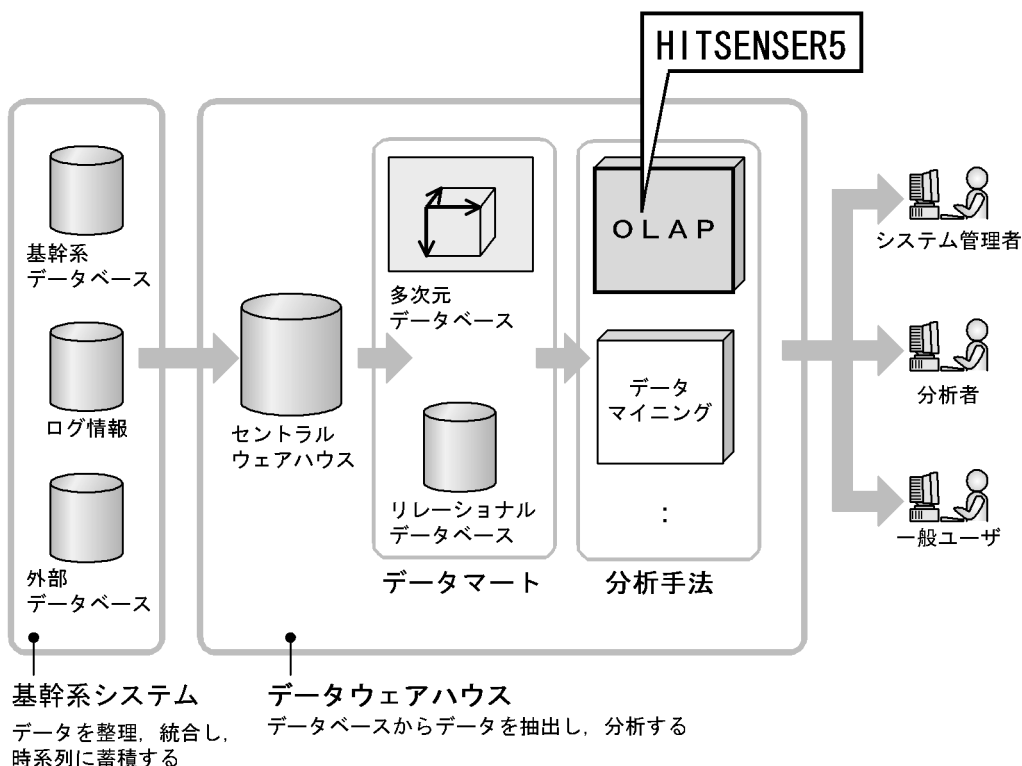 HITSENSER5
基幹系
データベース
ログ情報
外部
データベース
セントラル
ウェアハウス
多次元
データベース
リレーショナル
データベース
データマート
OLAP
データ
マイニング
:
分析手法
システム管理者
分析者
一般ユーザ
基幹系システム
データを整理，統合し，
時系列に蓄積する
データウェアハウス
データベースからデータを抽出し，分析する